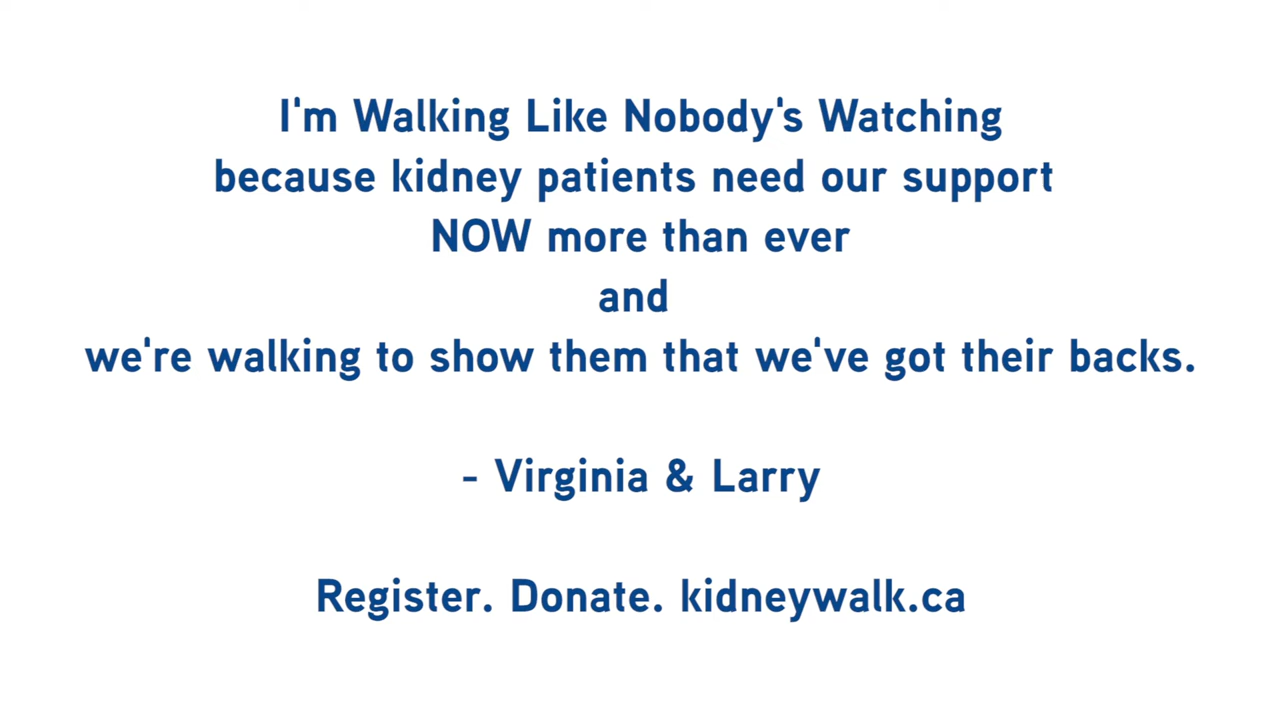 I'm Walking Like Nobody's Watching
because kidney patients need our support
NOW more than ever
and
we're walking to show them that we've got their backs.
- Virginia & Larry
Register. Donate. kidneywalk.ca